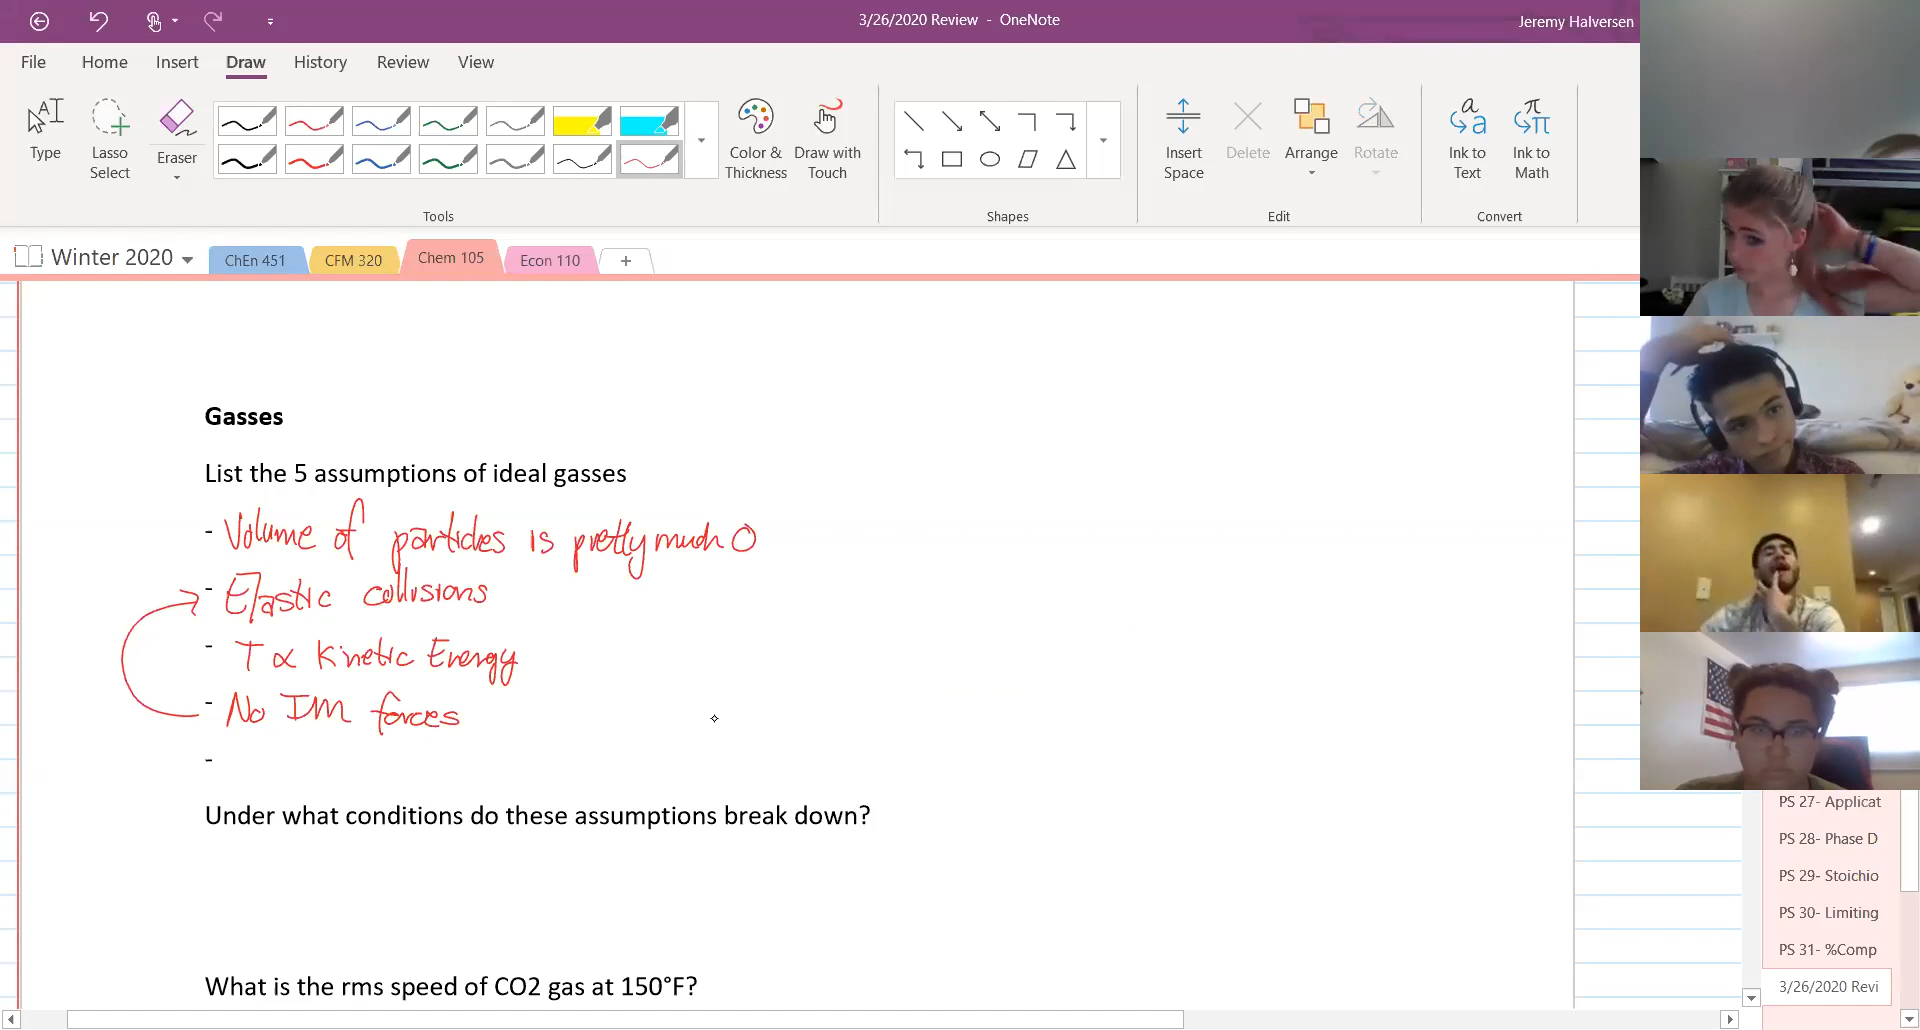 3/26/2020 Review - OneNote
Jeremy Halversen
File Home Insert Draw History Review View
Type
Lasso Select
Eraser
Color & Thickness
Draw with Touch
Insert Space
Delete
Arrange
Rotate
Ink to Text
Ink to Math
Tools
Shapes
Edit
Convert
Winter 2020
ChEn 451
CFM 320
Chem 105
Econ 110
+
Gasses
List the 5 assumptions of ideal gasses
- Volume of particles is pretty much 0
- Elastic collisions
- T ∝ Kinetic Energy
- No IM forces
-
Under what conditions do these assumptions break down?
What is the rms speed of CO2 gas at 150°F?
PS 27- Applicat
PS 28- Phase D
PS 29- Stoichio
PS 30- Limiting
PS 31- %Comp
3/26/2020 Revi